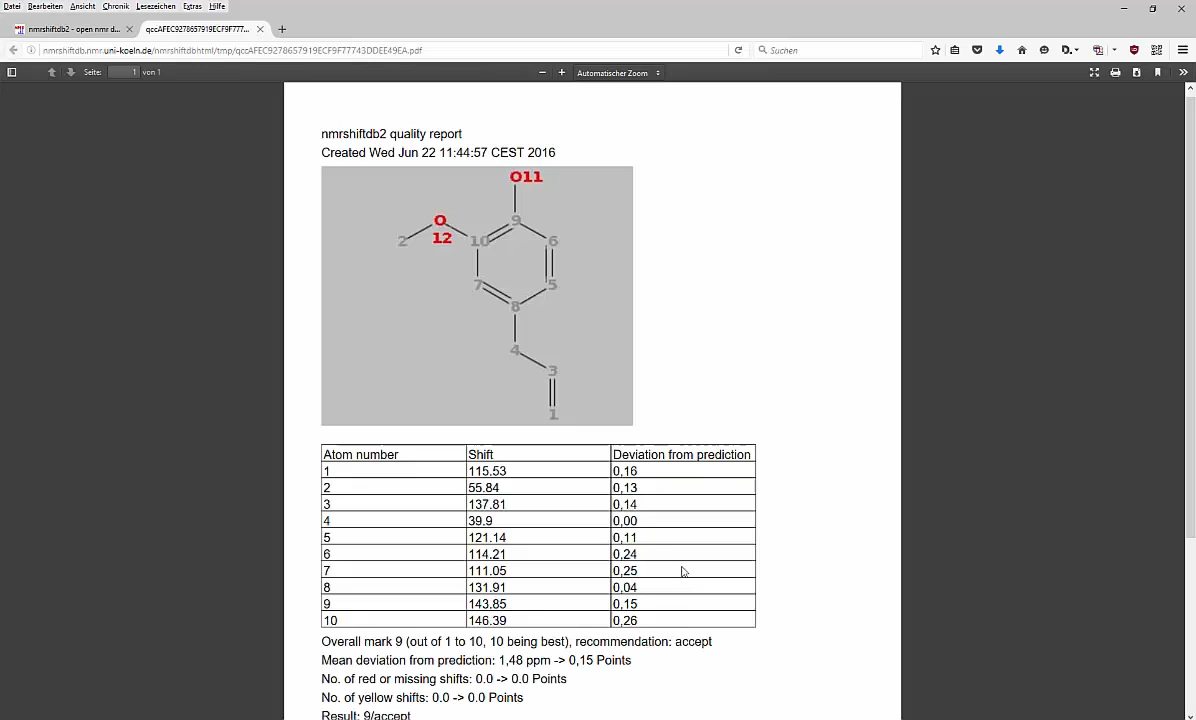 Datei Bearbeiten Ansicht Chronik Lesezeichen Extras Hilfe
nmrshiftdb2 - open nmr d... qccAFEC9278657919ECF9F777...
nmrshiftdb.nmr.uni-koeln.de/nmrshiftdbhtml/tmp/qccAFEC9278657919ECF9F77743DDEE49EA.pdf Suchen
Seite: 1 von 1 Automatischer Zoom
nmrshiftdb2 quality report
Created Wed Jun 22 11:44:57 CEST 2016
O11
O 9
2 12 10 6
7 5
8
4
3
1
Atom number Shift Deviation from prediction
1 115.53 0,16
2 55.84 0,13
3 137.81 0,14
4 39.9 0,00
5 121.14 0,11
6 114.21 0,24
7 111.05 0,25
8 131.91 0,04
9 143.85 0,15
10 146.39 0,26
Overall mark 9 (out of 1 to 10, 10 being best), recommendation: accept
Mean deviation from prediction: 1,48 ppm -> 0,15 Points
No. of red or missing shifts: 0.0 -> 0.0 Points
No. of yellow shifts: 0.0 -> 0.0 Points
Result: 9/accept